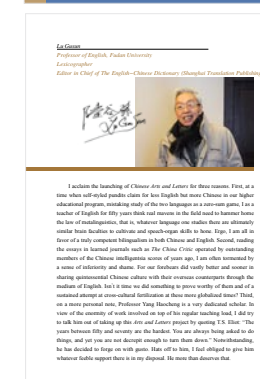 Lu Gusun
Professor of English, Fudan University
Lexicographer
Editor in Chief of The English–Chinese Dictionary (Shanghai Translation Publishing
I acclaim the launching of Chinese Arts and Letters for three reasons. First, at a
time when self-styled pundits claim for less English but more Chinese in our higher
educational program, mistaking study of the two languages as a zero-sum game, I as a
teacher of English for fifty years think real mavens in the field need to hammer home
the law of metalinguistics, that is, whatever language one studies there are ultimately
similar brain faculties to cultivate and speech-organ skills to hone. Ergo, I am all in
favor of a truly competent bilingualism in both Chinese and English. Second, reading
the essays in learned journals such as The China Critic operated by outstanding
members of the Chinese intelligentsia scores of years ago, I am often tormented by
a sense of inferiority and shame. For our forebears did vastly better and sooner in
sharing quintessential Chinese culture with their overseas counterparts through the
medium of English. Isn't it time we did something to prove worthy of them and of a
sustained attempt at cross-cultural fertilization at these more globalized times? Third,
on a more personal note, Professor Yang Haocheng is a very dedicated scholar. In
view of the enormity of work involved on top of his regular teaching load, I did try
to talk him out of taking up this Arts and Letters project by quoting T.S. Eliot: "The
years between fifty and seventy are the hardest. You are always being asked to do
things, and yet you are not decrepit enough to turn them down." Notwithstanding,
he has decided to forge on with gusto. Hats off to him, I feel obliged to give him
whatever feeble support there is in my disposal. He more than deserves that.